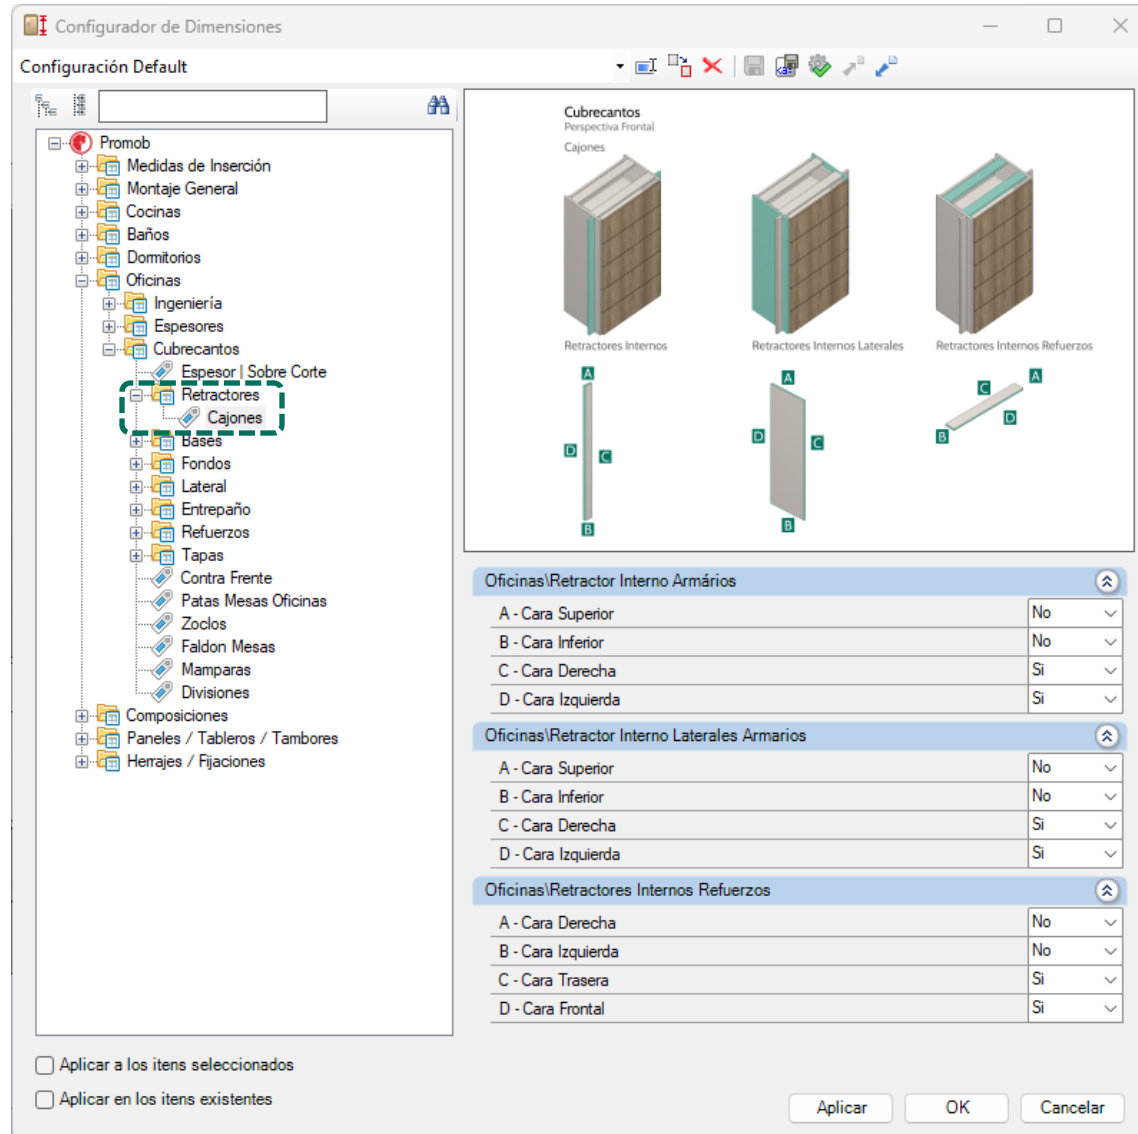 Configurador de Dimensiones
Configuración Default
Promob
Medidas de Inserción
Montaje General
Cocinas
Baños
Dormitorios
Oficinas
Ingeniería
Espesores
Cubrecantos
Espesor | Sobre Corte
Retractores
Cajones
Bases
Fondos
Lateral
Entrepaño
Refuerzos
Tapas
Contra Frente
Patas Mesas Oficinas
Zoclos
Faldon Mesas
Mamparas
Divisiones
Composiciones
Paneles / Tableros / Tambores
Herrajes / Fijaciones
Cubrecantos
Perspectiva Frontal
Cajones
Retractores Internos
Retractores Internos Laterales
Retractores Internos Refuerzos
A
D
C
B
A
D
C
B
A
C
D
B
Oficinas\Retractor Interno Armários
A - Cara Superior No
B - Cara Inferior No
C - Cara Derecha Si
D - Cara Izquierda Si
Oficinas\Retractor Interno Laterales Armarios
A - Cara Superior No
B - Cara Inferior No
C - Cara Derecha Si
D - Cara Izquierda Si
Oficinas\Retractores Internos Refuerzos
A - Cara Derecha No
B - Cara Izquierda No
C - Cara Trasera Si
D - Cara Frontal Si
Aplicar a los itens seleccionados
Aplicar en los itens existentes
Aplicar
OK
Cancelar